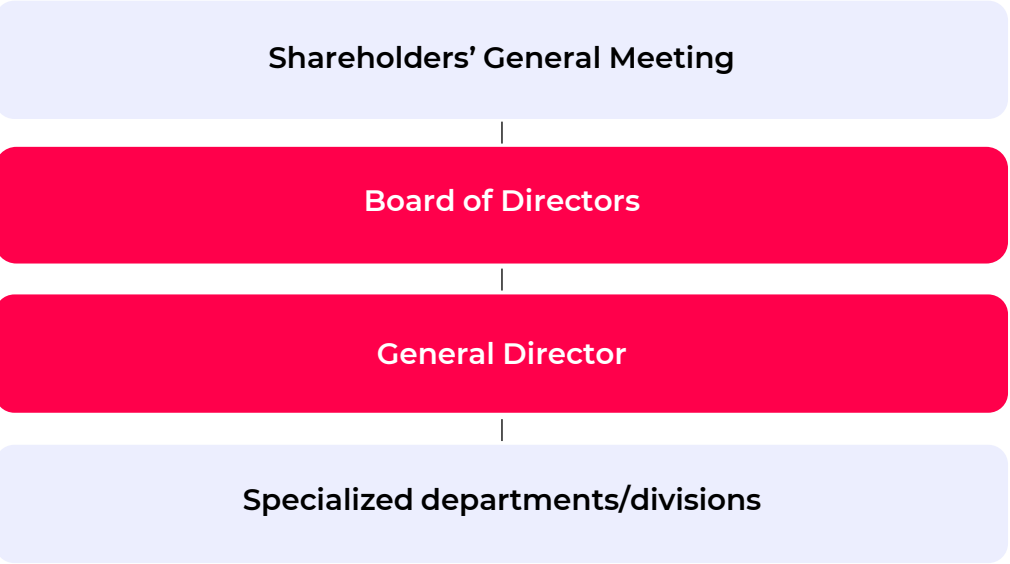 Shareholders’ General Meeting
Board of Directors
General Director
Specialized departments/divisions